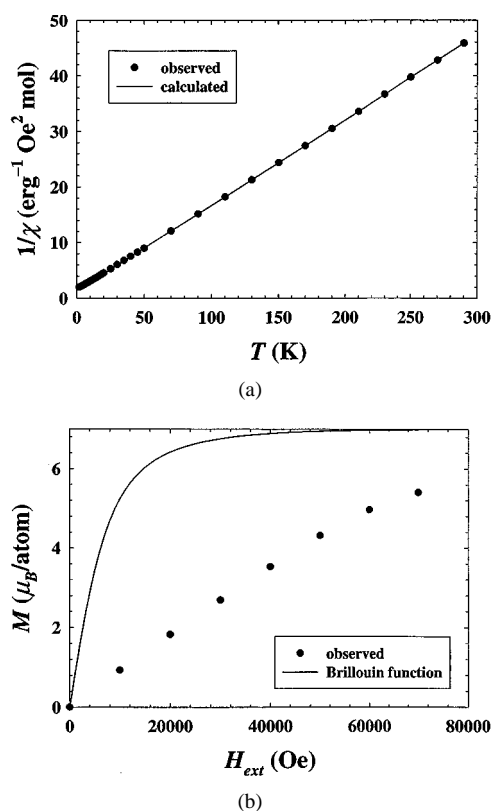 50
40
30
20
10
0
1/χ (erg⁻¹ Oe² mol)
observed
calculated
0 50 100 150 200 250 300
T (K)
(a)
6
4
2
0
M (μB/atom)
observed
Brillouin function
0 20000 40000 60000 80000
Hext (Oe)
(b)